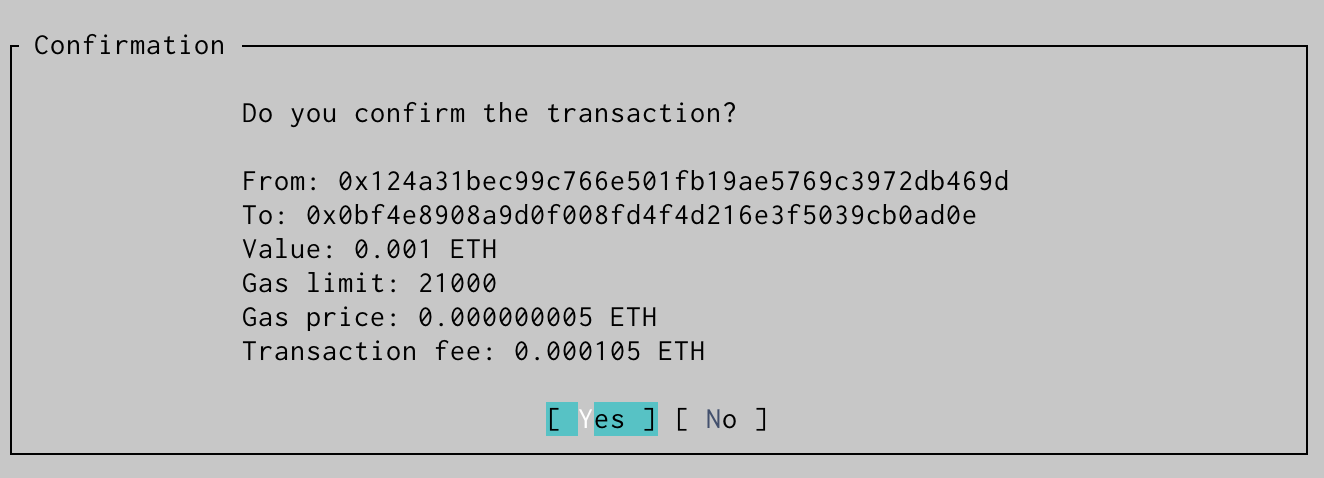 Confirmation
Do you confirm the transaction?
From: 0x124a31bec99c766e501fb19ae5769c3972db469d
To: 0x0bf4e8908a9d0f008fd4f4d216e3f5039cb0ad0e
Value: 0.001 ETH
Gas limit: 21000
Gas price: 0.000000005 ETH
Transaction fee: 0.000105 ETH
[ Yes ] [ No ]